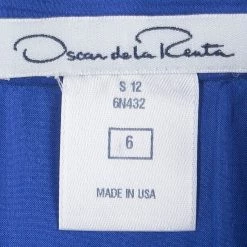 Oscar de la Renta
S 12
6N432
6
MADE IN USA